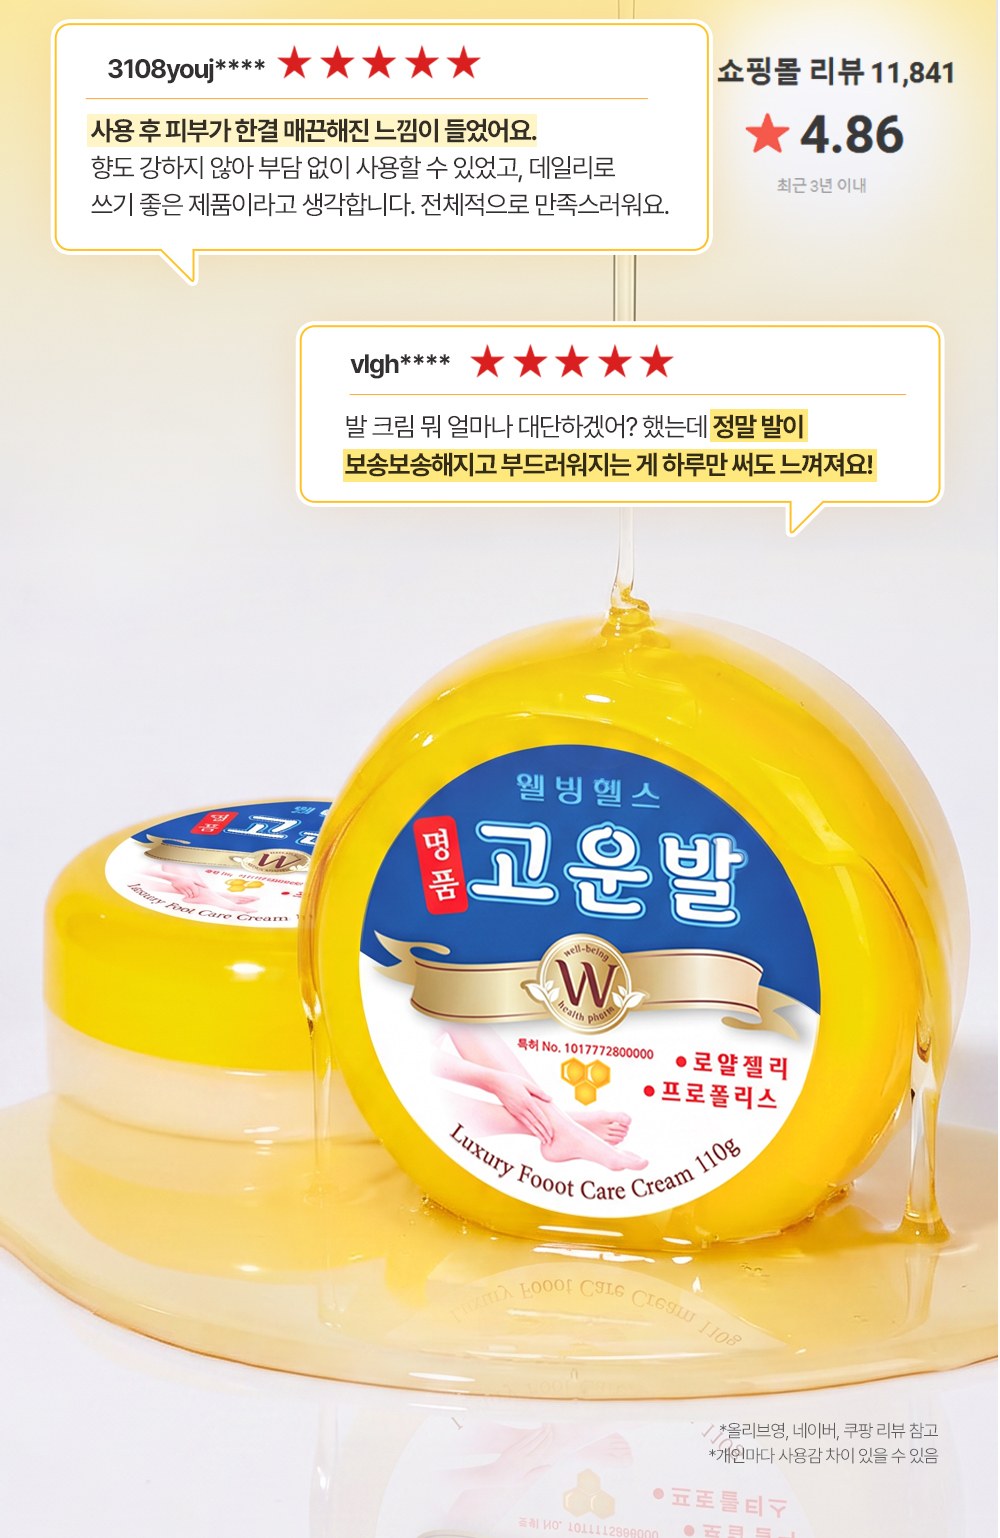 3108youj**** ★★★★★
사용 후 피부가 한결 매끈해진 느낌이 들었어요.
향도 강하지 않아 부담 없이 사용할 수 있었고, 데일리로
쓰기 좋은 제품이라고 생각합니다. 전체적으로 만족스러워요.
쇼핑몰 리뷰 11,841
★ 4.86
최근 3년 이내
vlgh**** ★★★★★
발 크림 뭐 얼마나 대단하겠어? 했는데 정말 발이
보송보송해지고 부드러워지는 게 하루만 써도 느껴져요!
웰빙헬스
명품
고운발
well-being
W
health pharm
특허 No. 1017772800000
•로얄젤리
•프로폴리스
Luxury Fooot Care Cream 110g
명품
고
W
Luxury Foot Care Cream
*올리브영, 네이버, 쿠팡 리뷰 참고
*개인마다 사용감 차이 있을 수 있음